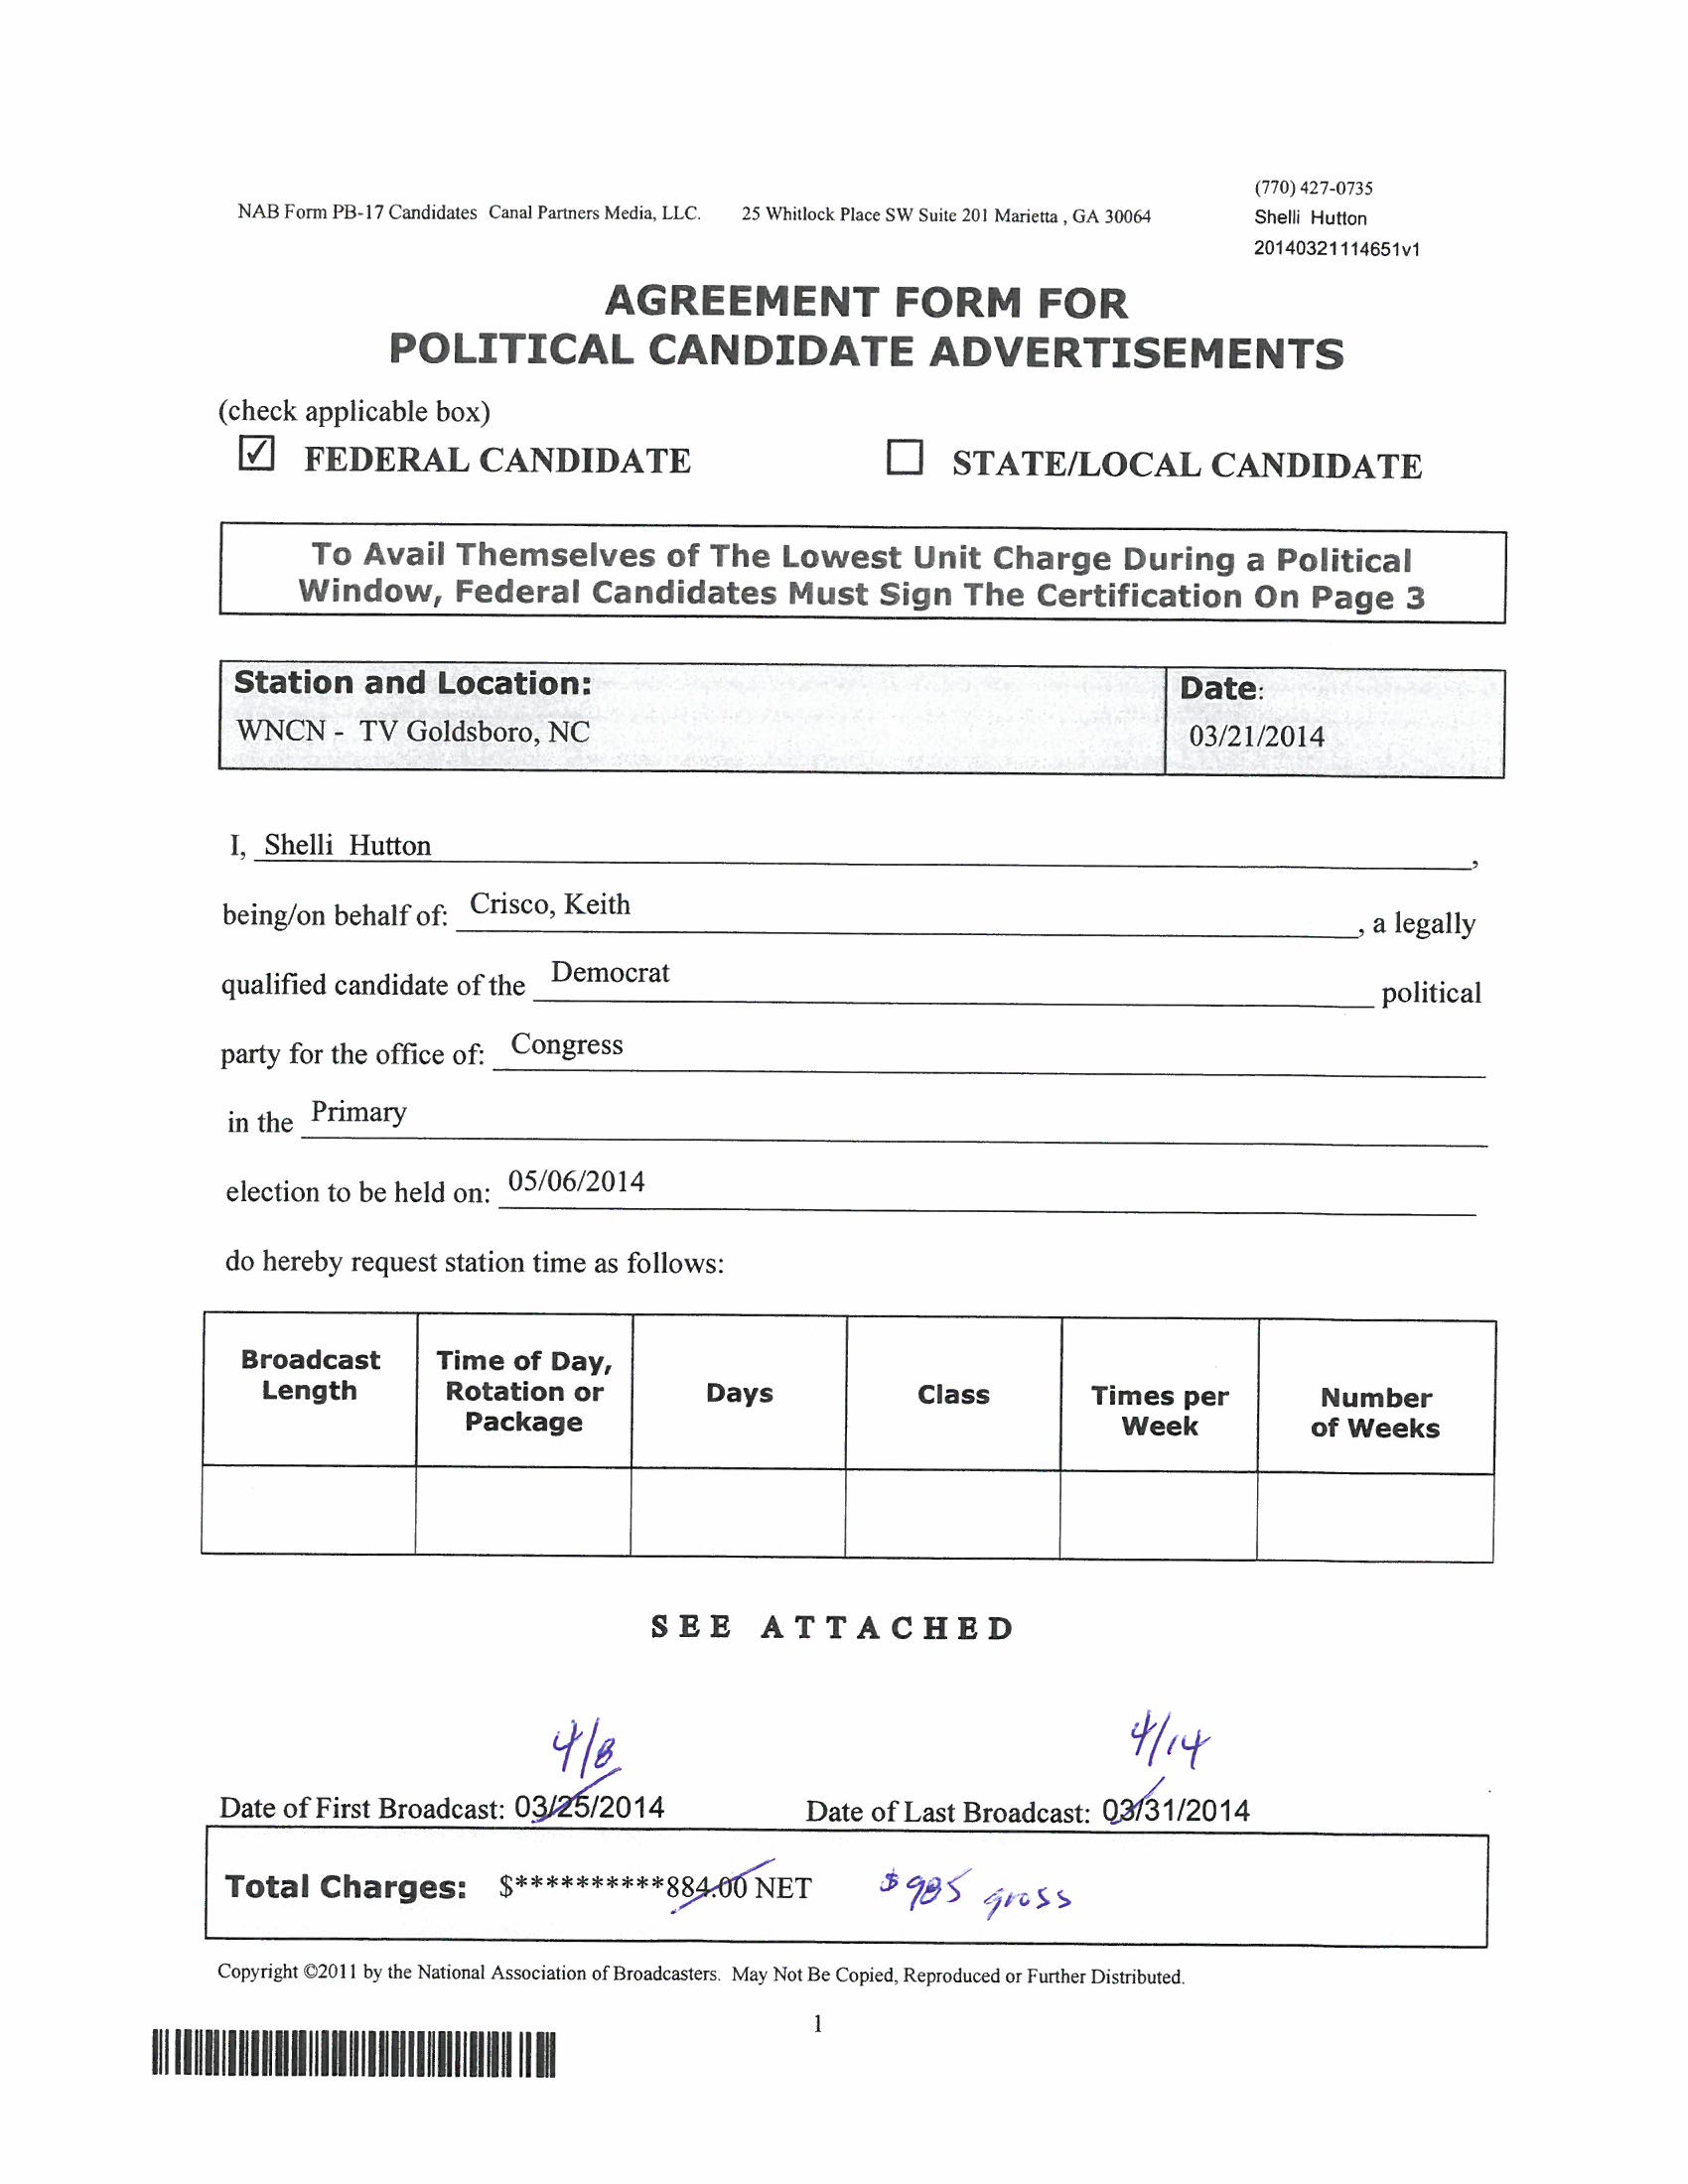 (770) 427-0735
NAB Form PB-17 Candidates Canal Partners Media, LLC. 25 Whitlock Place SW Suite 201 Marietta , GA 30064
Shelli Hutton
20140321114651v1
AGREEMENT FORM FOR
POLITICAL CANDIDATE ADVERTISEMENTS
(check applicable box)
☑ FEDERAL CANDIDATE ☐ STATE/LOCAL CANDIDATE
To Avail Themselves of The Lowest Unit Charge During a Political
Window, Federal Candidates Must Sign The Certification On Page 3
Station and Location: Date:
WNCN - TV Goldsboro, NC 03/21/2014
I, Shelli Hutton ,
being/on behalf of: Crisco, Keith , a legally
qualified candidate of the Democrat political
party for the office of: Congress
in the Primary
election to be held on: 05/06/2014
do hereby request station time as follows:
Broadcast Length Time of Day, Rotation or Package Days Class Times per Week Number of Weeks
SEE ATTACHED
4/8 4/14
Date of First Broadcast: 03/25/2014 Date of Last Broadcast: 03/31/2014
Total Charges: $***********884.00 NET $985 gross
Copyright ©2011 by the National Association of Broadcasters. May Not Be Copied, Reproduced or Further Distributed.
1